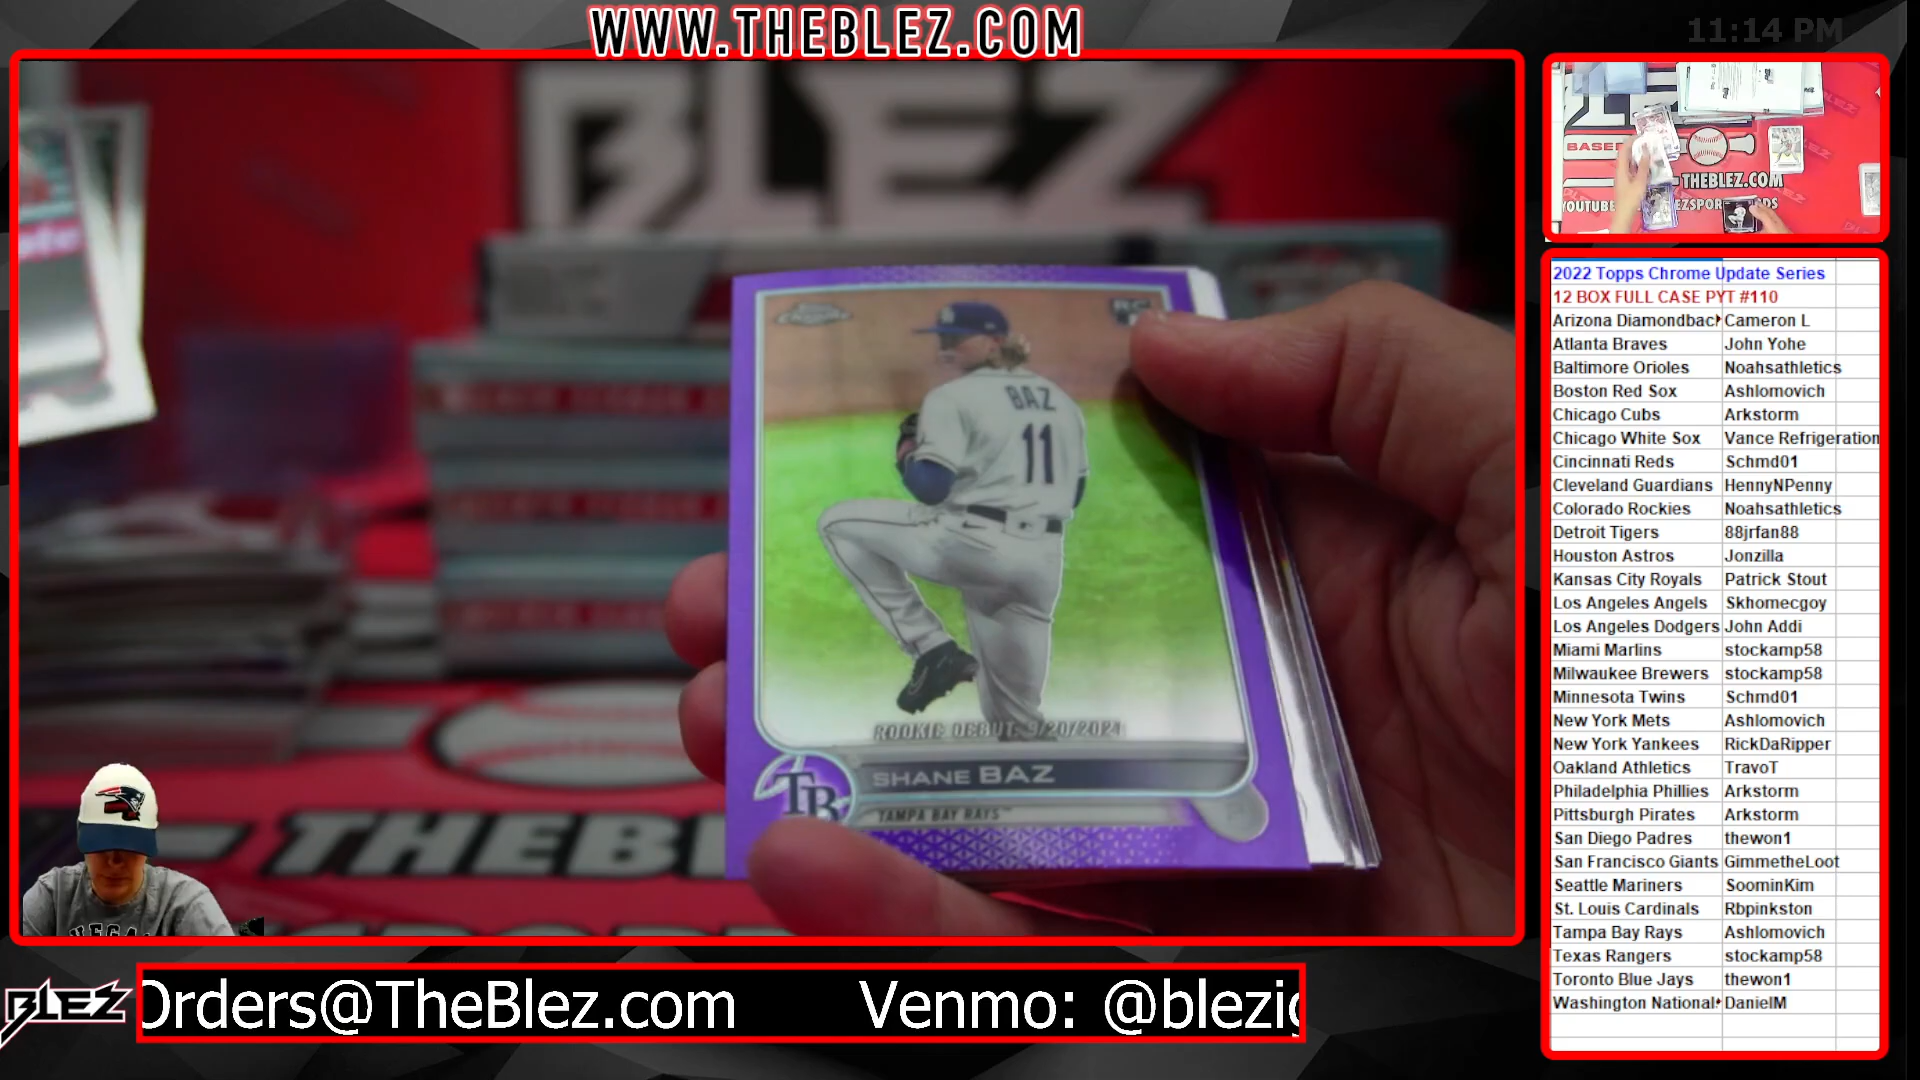 WWW.THEBLEZ.COM
11:14 PM
BLEZ
BAZ
11
RC
ROOKIE DEBUT: 9/20/2021
SHANE BAZ
TB
TAMPA BAY RAYS™
THEB
THEBLEZ.COM
2022 Topps Chrome Update Series
12 BOX FULL CASE PYT #110
Arizona Diamondbac Cameron L
Atlanta Braves John Yohe
Baltimore Orioles Noahsathletics
Boston Red Sox Ashlomovich
Chicago Cubs Arkstorm
Chicago White Sox Vance Refrigeration
Cincinnati Reds Schmd01
Cleveland Guardians HennyNPenny
Colorado Rockies Noahsathletics
Detroit Tigers 88jrfan88
Houston Astros Jonzilla
Kansas City Royals Patrick Stout
Los Angeles Angels Skhomecgoy
Los Angeles Dodgers John Addi
Miami Marlins stockamp58
Milwaukee Brewers stockamp58
Minnesota Twins Schmd01
New York Mets Ashlomovich
New York Yankees RickDaRipper
Oakland Athletics TravoT
Philadelphia Phillies Arkstorm
Pittsburgh Pirates Arkstorm
San Diego Padres thewon1
San Francisco Giants GimmetheLoot
Seattle Mariners SoominKim
St. Louis Cardinals Rbpinkston
Tampa Bay Rays Ashlomovich
Texas Rangers stockamp58
Toronto Blue Jays thewon1
Washington National DanielM
BLEZ
Orders@TheBlez.com Venmo: @blezi